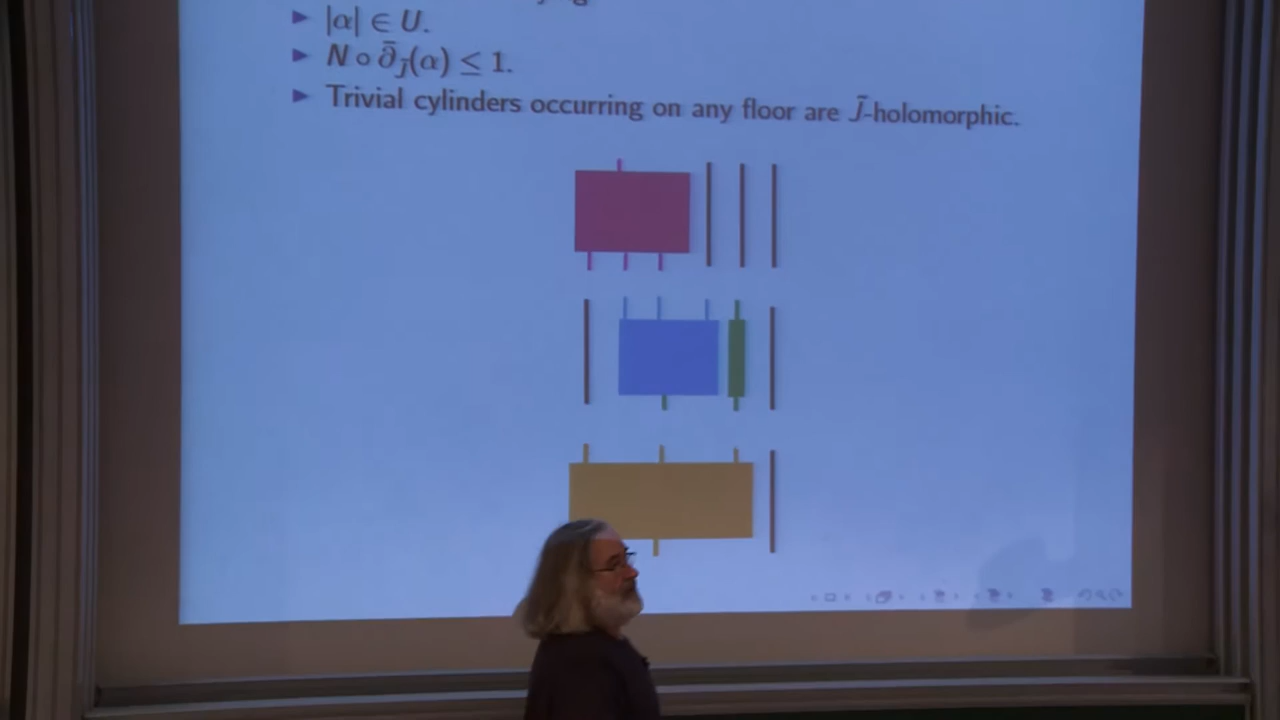 |α| ∈ U.
N ∘ ∂̄_J̃(α) ≤ 1.
Trivial cylinders occurring on any floor are J̃-holomorphic.